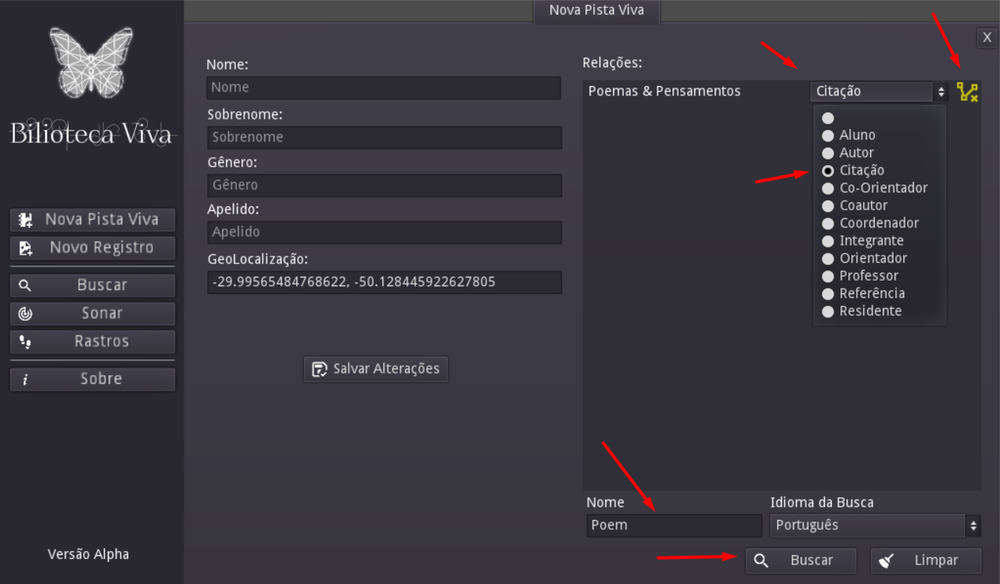 Nova Pista Viva
X
Bilioteca Viva
Nova Pista Viva
Novo Registro
Buscar
Sonar
Rastros
Sobre
Versão Alpha
Nome:
Nome
Sobrenome:
Sobrenome
Gênero:
Gênero
Apelido:
Apelido
GeoLocalização:
-29.99565484768622, -50.128445922627805
Salvar Alterações
Relações:
Poemas & Pensamentos
Citação
Aluno
Autor
Citação
Co-Orientador
Coautor
Coordenador
Integrante
Orientador
Professor
Referência
Residente
Nome
Idioma da Busca
Poem
Português
Buscar
Limpar